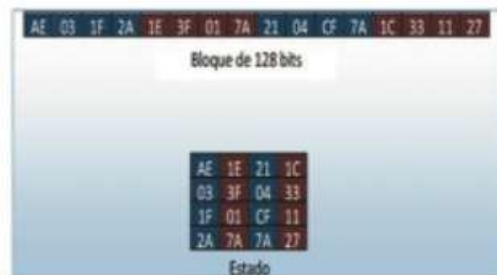 AE 03 1F 2A 1E 3F 01 7A 21 04 CF 7A 1C 33 11 27
Bloque de 128 bits
AE 1E 21 1C
03 3F 04 33
1F 01 CF 11
2A 7A 7A 27
Estado